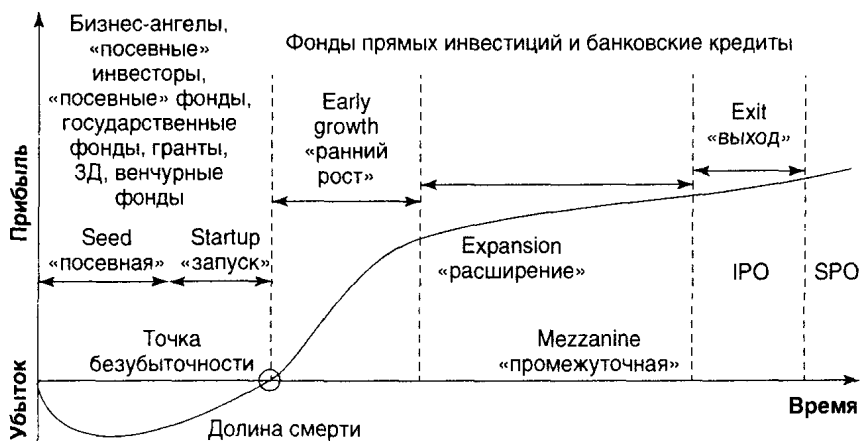 Бизнес-ангелы,
«посевные»
инвесторы,
«посевные» фонды,
государственные
фонды, гранты,
3Д, венчурные
фонды
Фонды прямых инвестиций и банковские кредиты
Early
growth
«ранний
рост»
Exit
«выход»
Прибыль
Seed
«посевная»
Startup
«запуск»
Expansion
«расширение»
IPO
SPO
Точка
безубыточности
Mezzanine
«промежуточная»
Убыток
Время
Долина смерти